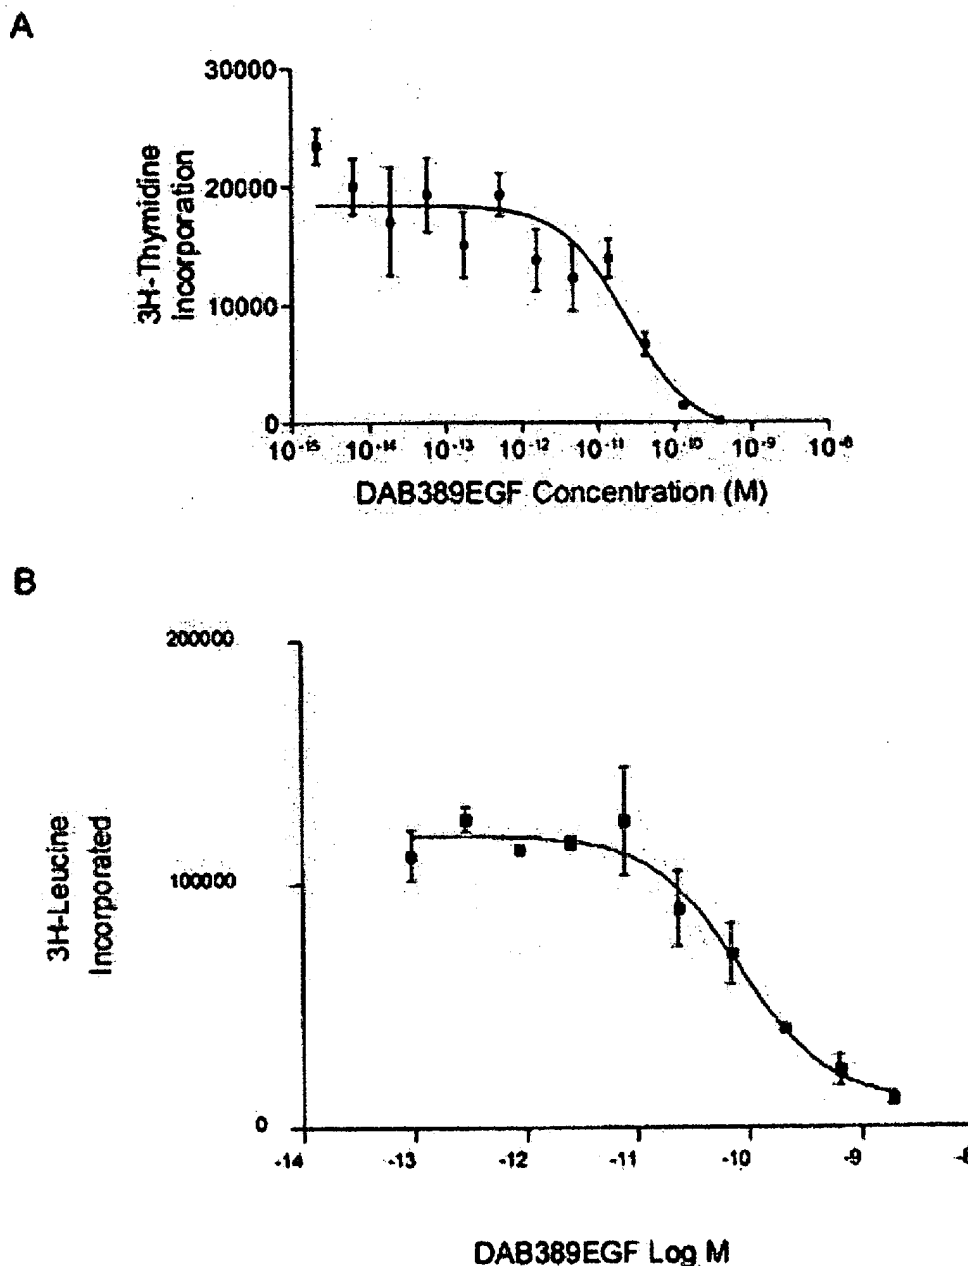 A
30000
20000
10000
0
3H-Thymidine
Incorporation
10-15 10-14 10-13 10-12 10-11 10-10 10-9 10-8
DAB389EGF Concentration (M)
B
200000
100000
0
3H-Leucine
Incorporated
-14 -13 -12 -11 -10 -9 -8
DAB389EGF Log M